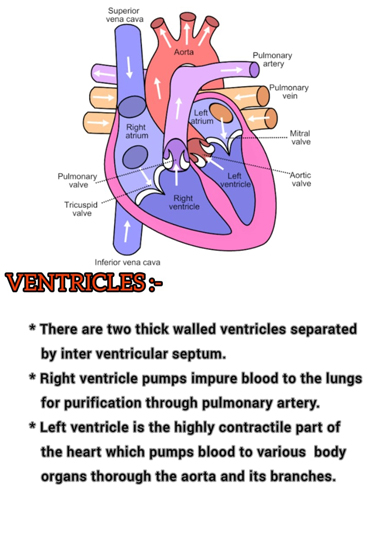 Superior
vena cava
Aorta
Pulmonary
artery
Pulmonary
vein
Left
atrium
Right
atrium
Mitral
valve
Pulmonary
valve
Aortic
valve
Left
ventricle
Tricuspid
valve
Right
ventricle
Inferior vena cava
VENTRICLES :-
* There are two thick walled ventricles separated
by inter ventricular septum.
* Right ventricle pumps impure blood to the lungs
for purification through pulmonary artery.
* Left ventricle is the highly contractile part of
the heart which pumps blood to various body
organs thorough the aorta and its branches.